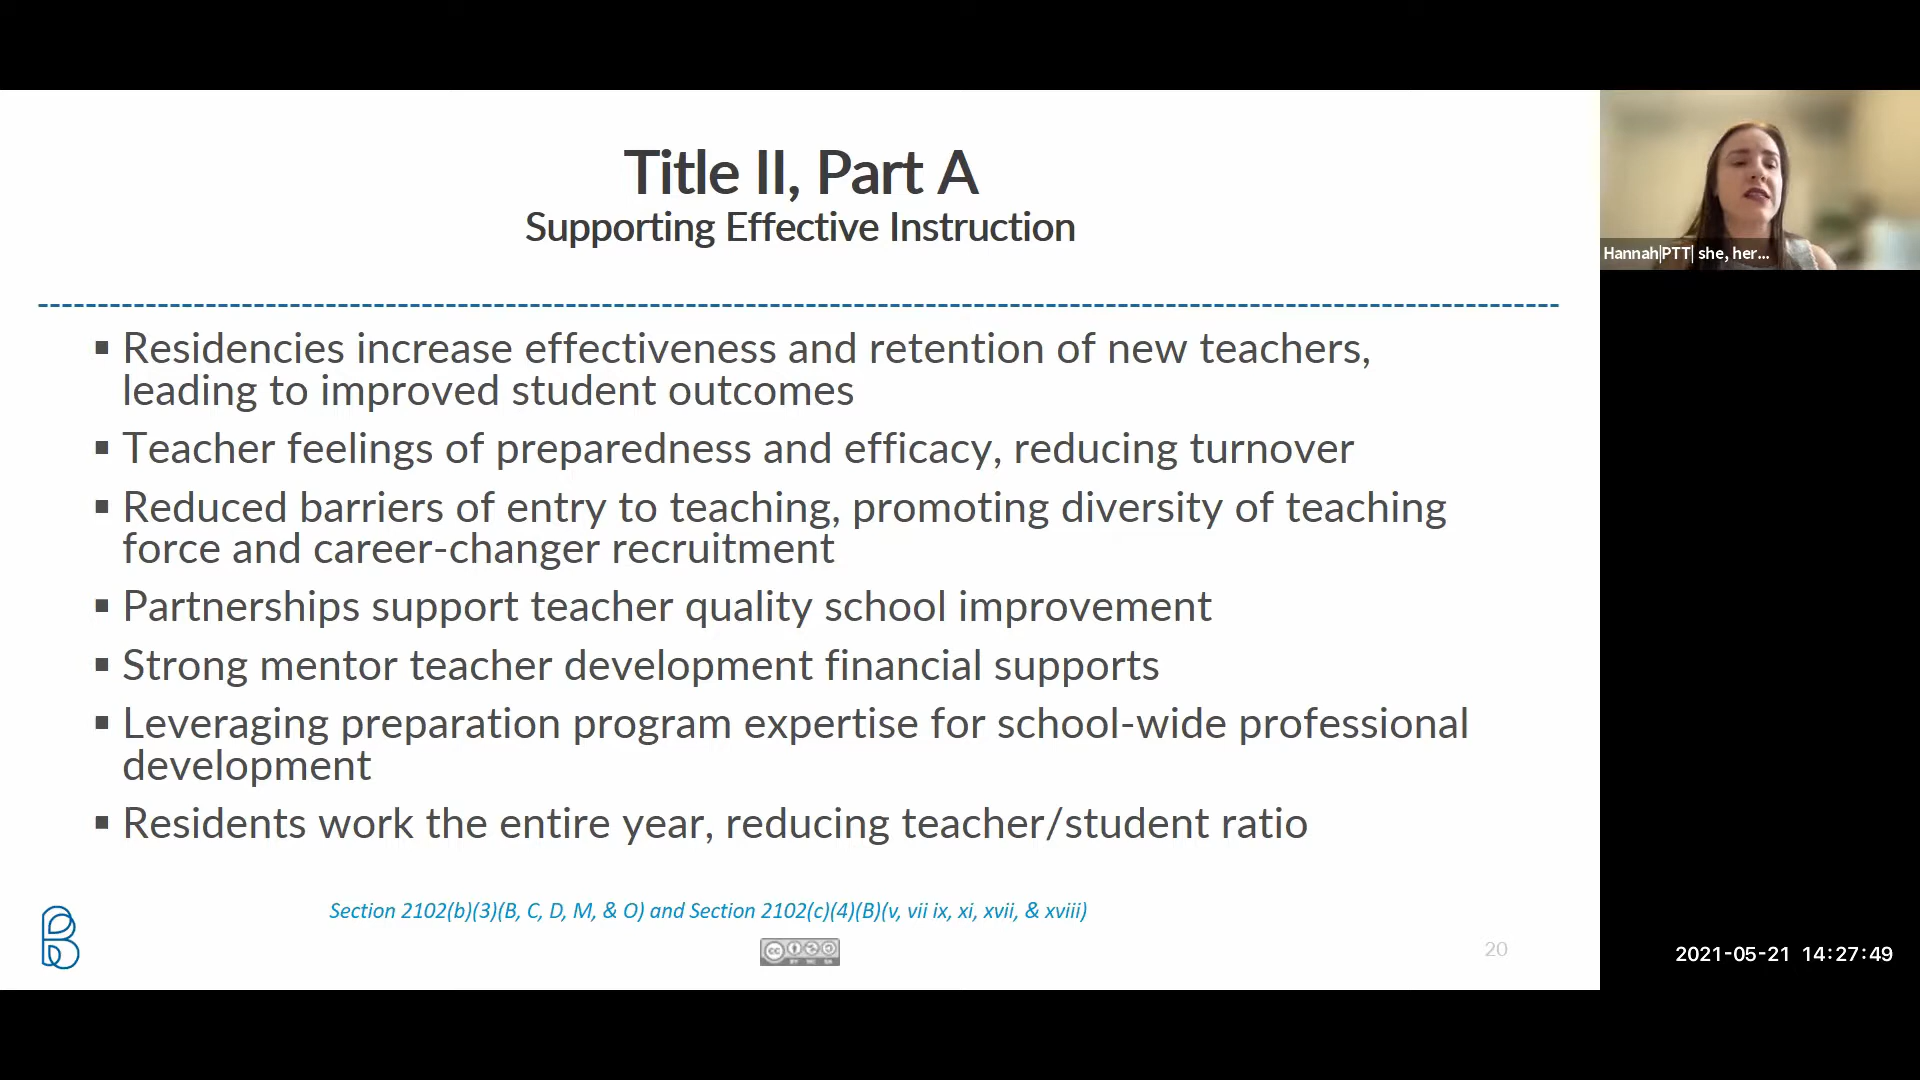 Title II, Part A
Supporting Effective Instruction
▪ Residencies increase effectiveness and retention of new teachers,
leading to improved student outcomes
▪ Teacher feelings of preparedness and efficacy, reducing turnover
▪ Reduced barriers of entry to teaching, promoting diversity of teaching
force and career-changer recruitment
▪ Partnerships support teacher quality school improvement
▪ Strong mentor teacher development financial supports
▪ Leveraging preparation program expertise for school-wide professional
development
▪ Residents work the entire year, reducing teacher/student ratio
Section 2102(b)(3)(B, C, D, M, & O) and Section 2102(c)(4)(B)(v, vii ix, xi, xvii, & xviii)
cc
BY NC SA
20
Hannah|PTT| she, her...
2021-05-21 14:27:49